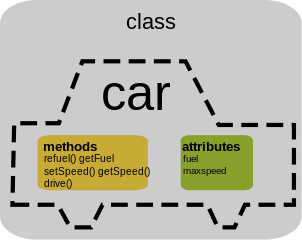 class
car
methods
refuel() getFuel
setSpeed() getSpeed()
drive()
attributes
fuel
maxspeed